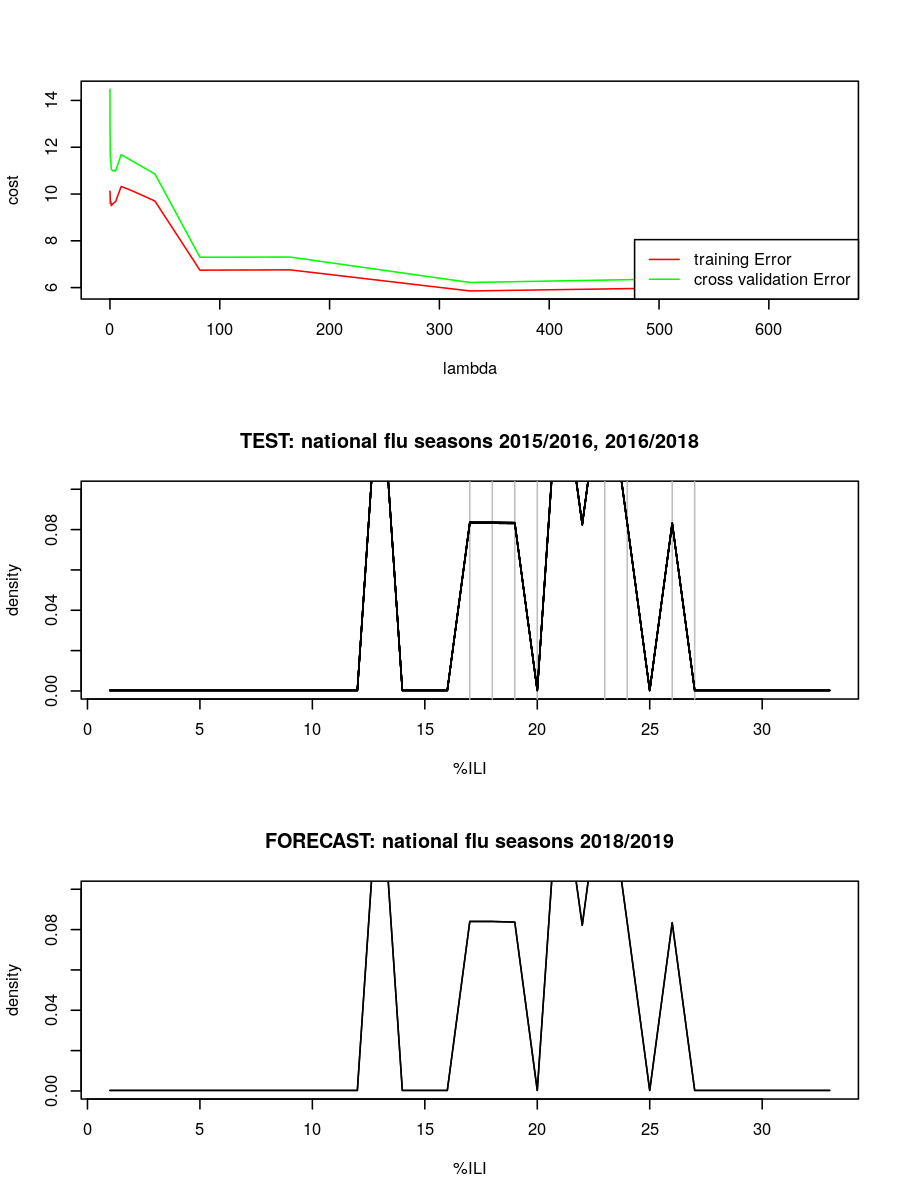 14
12
10
8
6
cost
training Error
cross validation Error
0 100 200 300 400 500 600
lambda
TEST: national flu seasons 2015/2016, 2016/2018
0.08
0.04
0.00
density
0 5 10 15 20 25 30
%ILI
FORECAST: national flu seasons 2018/2019
0.08
0.04
0.00
density
0 5 10 15 20 25 30
%ILI